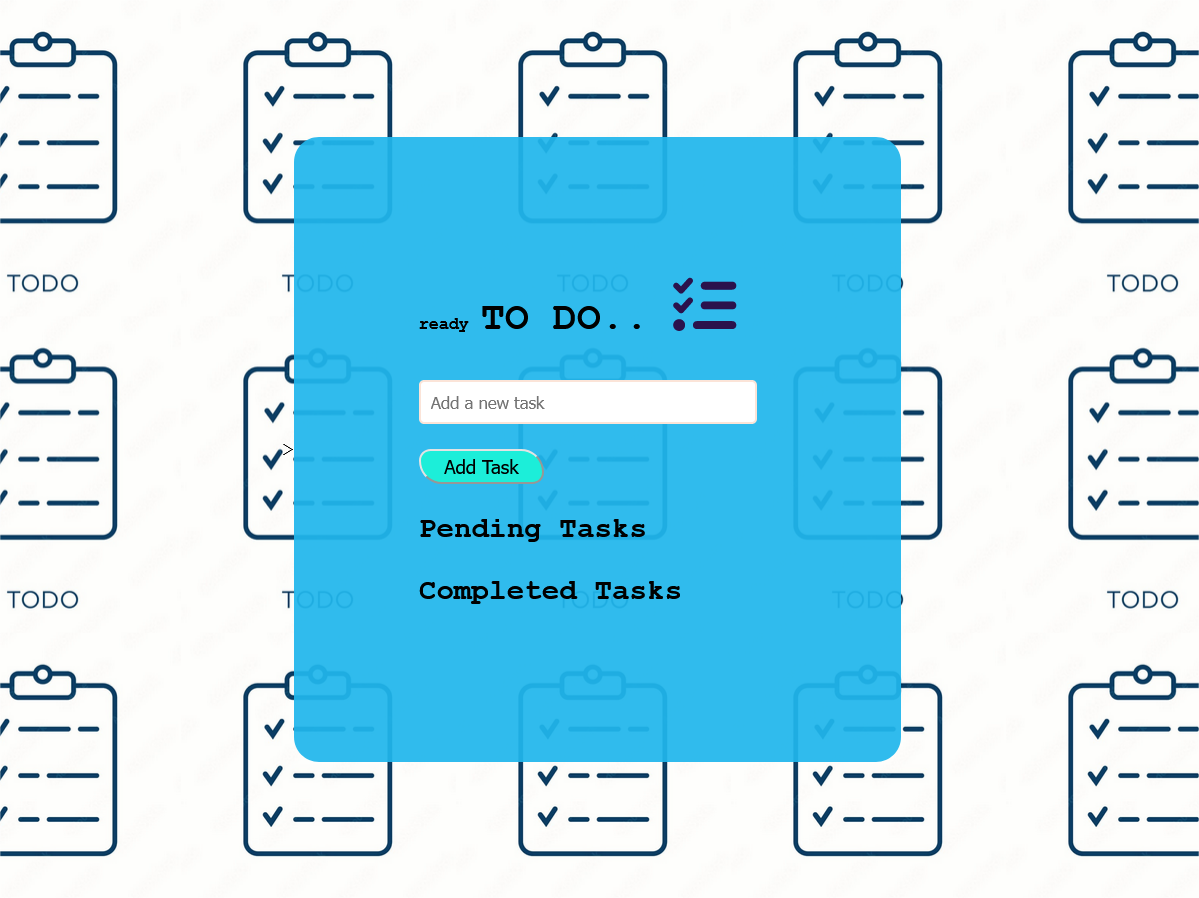 TODO TODO TODO TODO TODO
ready TO DO..
Add a new task
>
Add Task
Pending Tasks
Completed Tasks
TODO TODO TODO TODO TODO